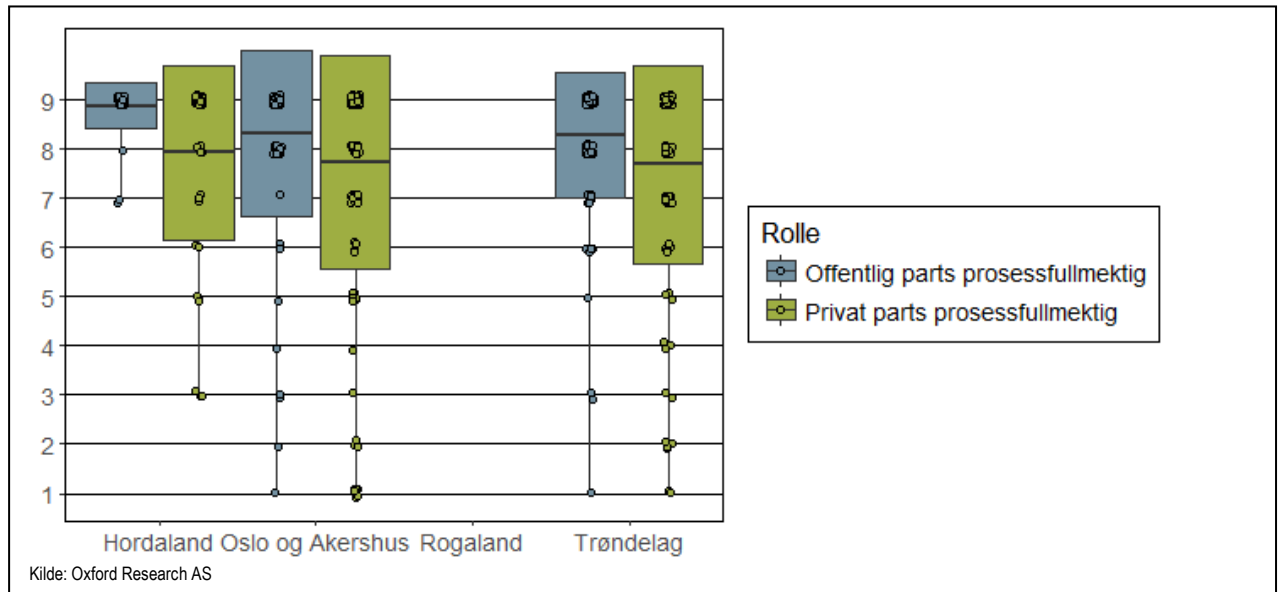 9
8
7
6
5
4
3
2
1
Hordaland Oslo og Akershus Rogaland Trøndelag
Rolle
Offentlig parts prosessfullmektig
Privat parts prosessfullmektig
Kilde: Oxford Research AS